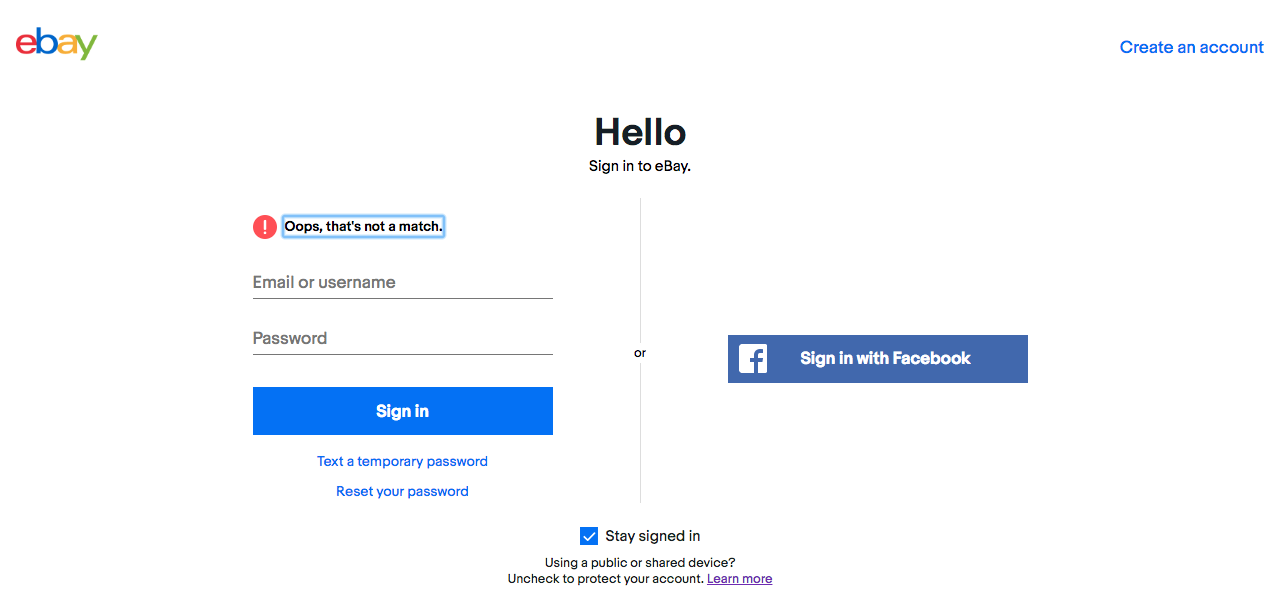 ebay
Create an account
Hello
Sign in to eBay.
Oops, that's not a match.
Email or username
Password
Sign in
Text a temporary password
Reset your password
or
Sign in with Facebook
Stay signed in
Using a public or shared device?
Uncheck to protect your account. Learn more